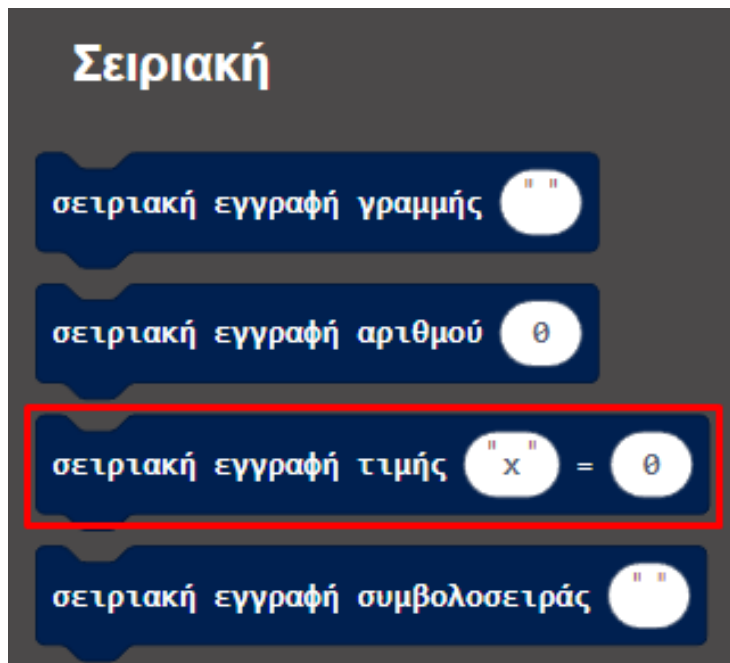 Σειριακή
σειριακή εγγραφή γραμμής " "
σειριακή εγγραφή αριθμού 0
σειριακή εγγραφή τιμής "x" = 0
σειριακή εγγραφή συμβολοσειράς " "